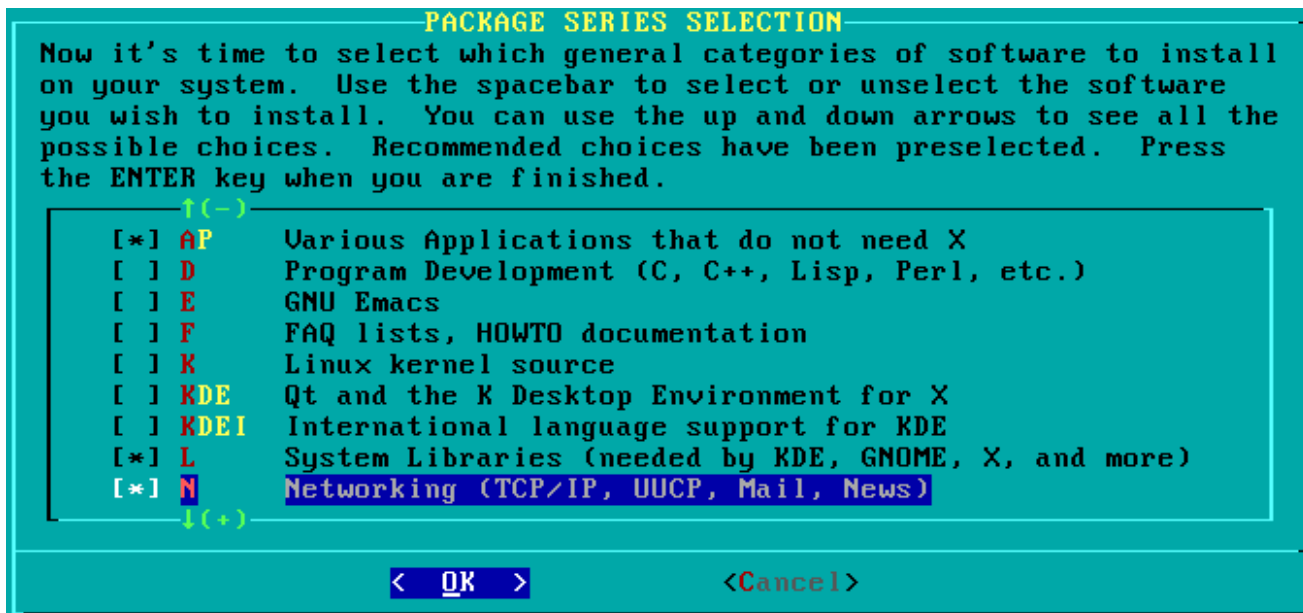 PACKAGE SERIES SELECTION
Now it's time to select which general categories of software to install
on your system.  Use the spacebar to select or unselect the software
you wish to install.  You can use the up and down arrows to see all the
possible choices.  Recommended choices have been preselected.  Press
the ENTER key when you are finished.
↑(-)
[*] AP Various Applications that do not need X
[ ] D Program Development (C, C++, Lisp, Perl, etc.)
[ ] E GNU Emacs
[ ] F FAQ lists, HOWTO documentation
[ ] K Linux kernel source
[ ] KDE Qt and the K Desktop Environment for X
[ ] KDEI International language support for KDE
[*] L System Libraries (needed by KDE, GNOME, X, and more)
[*] N Networking (TCP/IP, UUCP, Mail, News)
↓(+)
< OK > <Cancel>